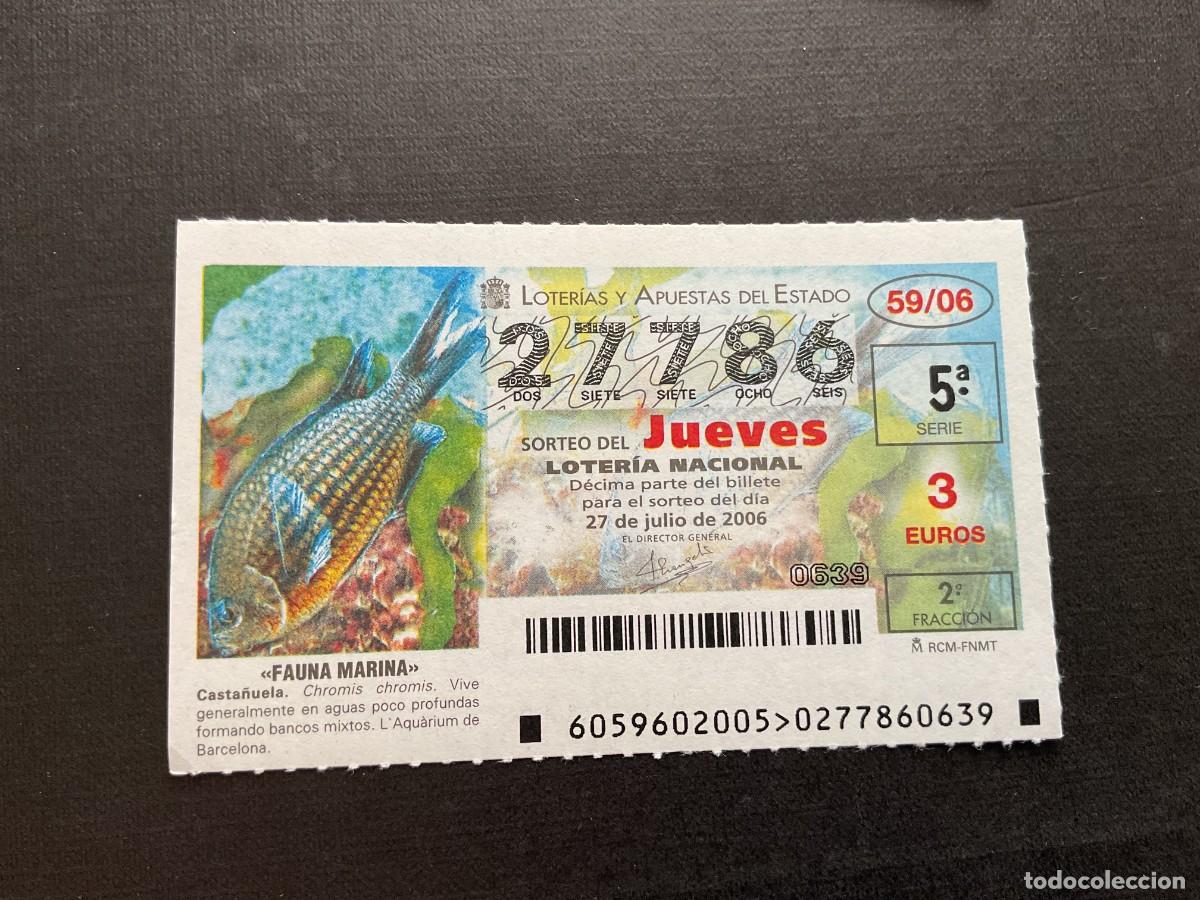 LOTERÍAS Y APUESTAS DEL ESTADO
59/06
27786
DOS SIETE SIETE OCHO SEIS
5ª
SERIE
SORTEO DEL Jueves
LOTERÍA NACIONAL
Décima parte del billete
para el sorteo del día
27 de julio de 2006
EL DIRECTOR GENERAL
3
EUROS
0639
2ª
FRACCIÓN
RCM-FNMT
«FAUNA MARINA»
Castañuela. Chromis chromis. Vive
generalmente en aguas poco profundas
formando bancos mixtos. L'Aquàrium de
Barcelona.
6059602005>0277860639
todocoleccion